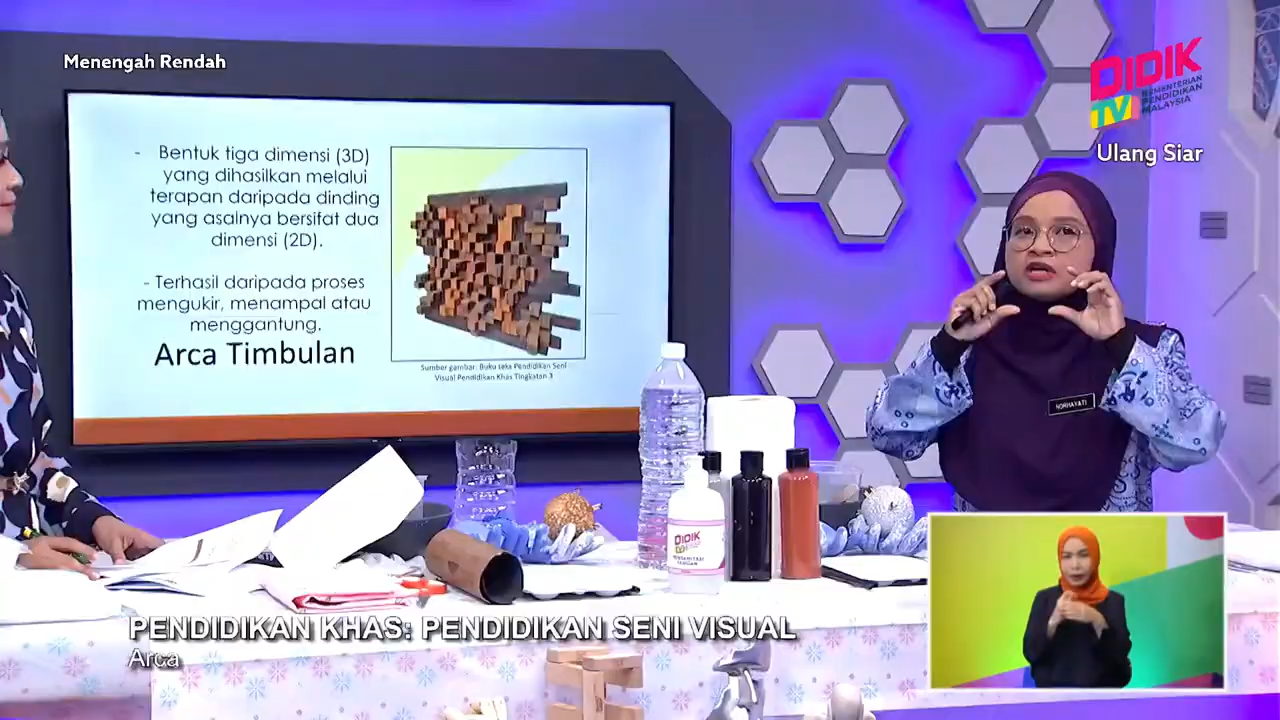 Menengah Rendah
DIDIK
TV
KEMENTERIAN
PENDIDIKAN
MALAYSIA
Ulang Siar
- Bentuk tiga dimensi (3D)
yang dihasilkan melalui
terapan daripada dinding
yang asalnya bersifat dua
dimensi (2D).
- Terhasil daripada proses
mengukir, menampal atau
menggantung.
Arca Timbulan
Sumber gambar: Buku teks Pendidikan Seni
Visual Pendidikan Khas Tingkatan 3
NORHAYATI
DIDIK
TV
PENDIDIKAN KHAS: PENDIDIKAN SENI VISUAL
Arca